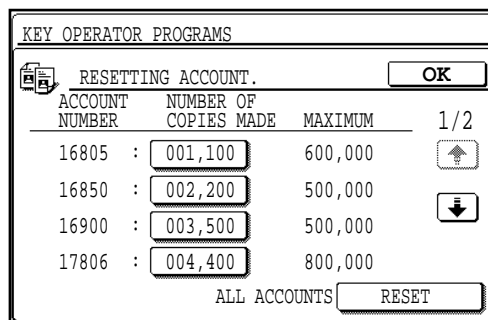 KEY OPERATOR PROGRAMS
RESETTING ACCOUNT.
OK
ACCOUNT NUMBER OF
NUMBER COPIES MADE MAXIMUM 1/2
16805 : 001,100 600,000
16850 : 002,200 500,000
16900 : 003,500 500,000
17806 : 004,400 800,000
ALL ACCOUNTS RESET